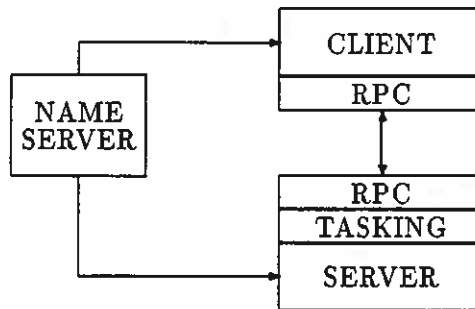 CLIENT
RPC
NAME
SERVER
RPC
TASKING
SERVER